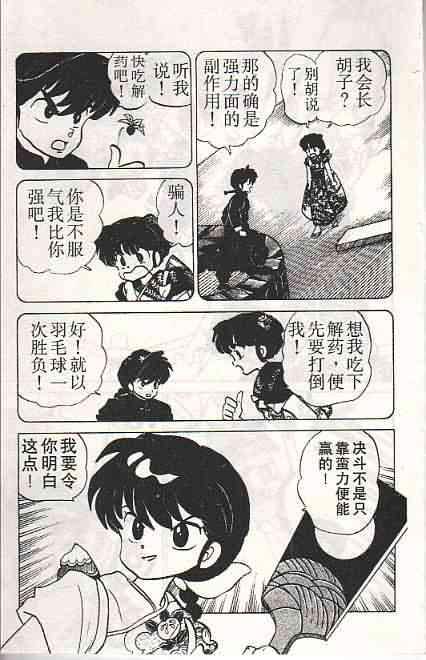 我会长
胡子？
别胡说
了！
那的确是
强力面的
副作用！
听我
说！
快吃解
药吧！
骗人！
你是不服
气我比你
强吧！
想我吃下
解药，便
先要打倒
我！
好！就以
羽毛球一
次胜负！
决斗不是只
靠蛮力便能
赢的！
我要令
你明白
这点！